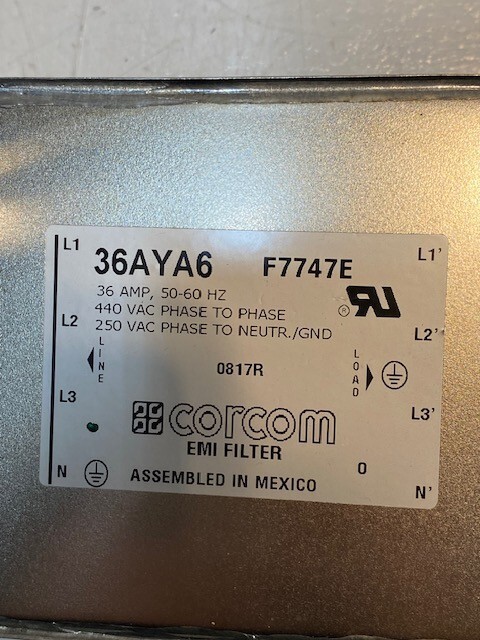 L1 36AYA6 F7747E L1'
36 AMP, 50-60 HZ
440 VAC PHASE TO PHASE
L2 250 VAC PHASE TO NEUTR./GND L2'
LINE 0817R LOAD
L3 corcom L3'
EMI FILTER
N ASSEMBLED IN MEXICO O N'